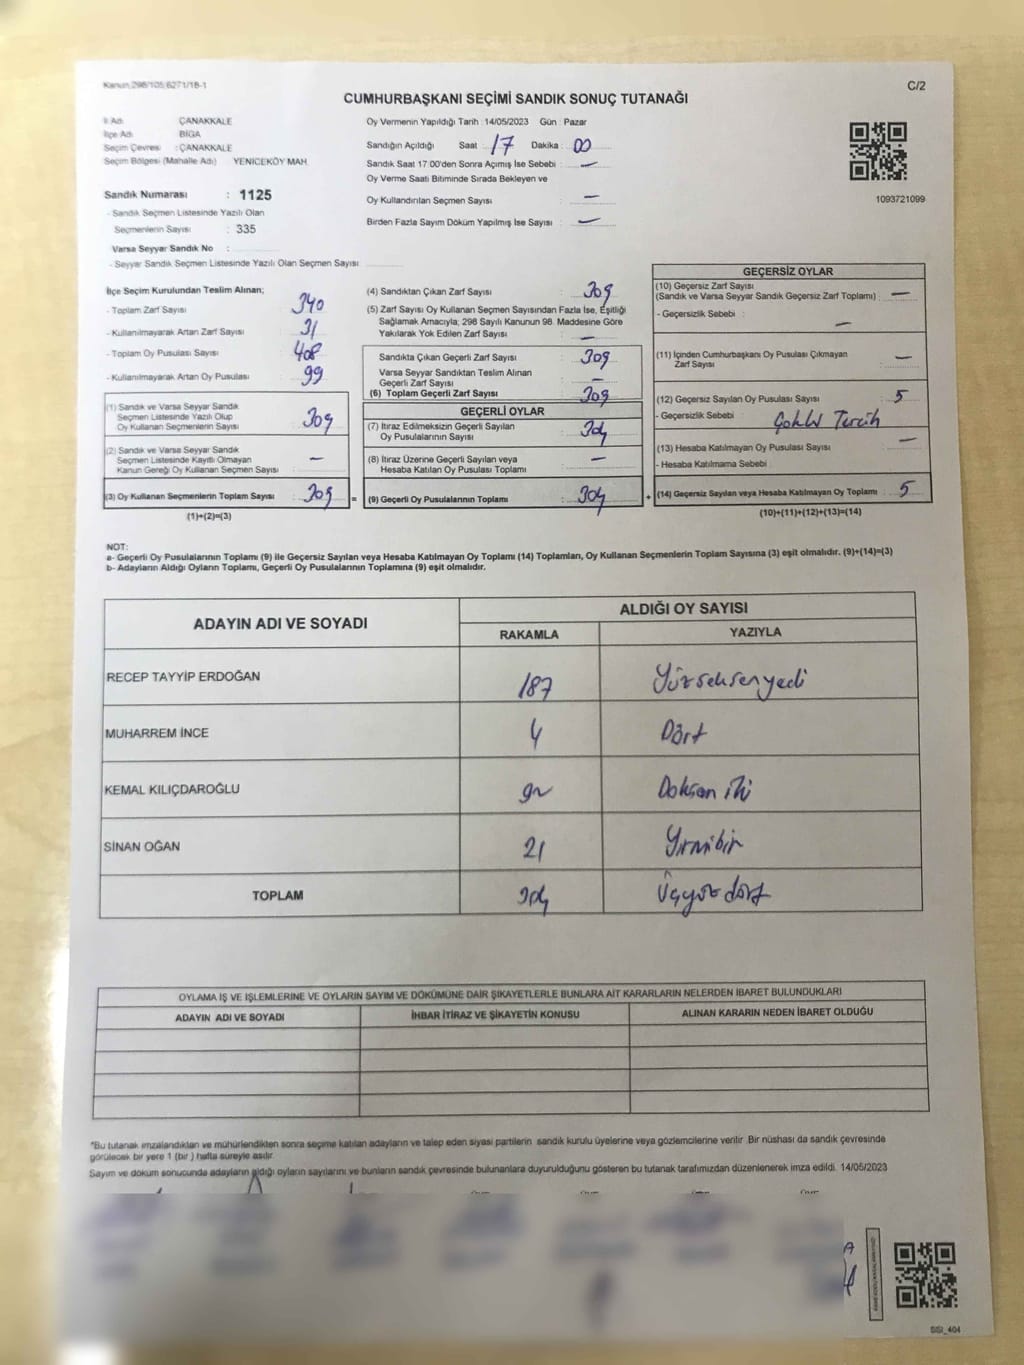 Kanun:298/105;6271/18-1
C/2
CUMHURBAŞKANI SEÇİMİ SANDIK SONUÇ TUTANAĞI
İl Adı : ÇANAKKALE
İlçe Adı : BİGA
Seçim Çevresi : ÇANAKKALE
Seçim Bölgesi (Mahalle Adı) : YENİCEKÖY MAH.
Sandık Numarası : 1125
- Sandık Seçmen Listesinde Yazılı Olan
Seçmenlerin Sayısı : 335
Varsa Seyyar Sandık No :
- Seyyar Sandık Seçmen Listesinde Yazılı Olan Seçmen Sayısı:
Oy Vermenin Yapıldığı Tarih :14/05/2023 Gün : Pazar
Sandığın Açıldığı Saat : 17 Dakika : 00
Sandık Saat 17:00'den Sonra Açımış İse Sebebi : —
Oy Verme Saati Bitiminde Sırada Bekleyen ve
Oy Kullandırılan Seçmen Sayısı : —
Birden Fazla Sayım Döküm Yapılmış İse Sayısı : —
1093721099
İlçe Seçim Kurulundan Teslim Alınan;
- Toplam Zarf Sayısı : 340
- Kullanılmayarak Artan Zarf Sayısı : 31
- Toplam Oy Pusulası Sayısı : 408
- Kullanılmayarak Artan Oy Pusulası : 99
(1) Sandık ve Varsa Seyyar Sandık
Seçmen Listesinde Yazılı Olup
Oy Kullanan Seçmenlerin Sayısı : 309
(2) Sandık ve Varsa Seyyar Sandık
Seçmen Listesinde Kayıtlı Olmayan
Kanun Gereği Oy Kullanan Seçmen Sayısı : —
(3) Oy Kullanan Seçmenlerin Toplam Sayısı : 309
(1)+(2)=(3)
(4) Sandıktan Çıkan Zarf Sayısı : 309
(5) Zarf Sayısı Oy Kullanan Seçmen Sayısından Fazla İse, Eşitliği
Sağlamak Amacıyla; 298 Sayılı Kanunun 98. Maddesine Göre
Yakılarak Yok Edilen Zarf Sayısı : —
Sandıkta Çıkan Geçerli Zarf Sayısı : 309
Varsa Seyyar Sandıktan Teslim Alınan
Geçerli Zarf Sayısı : —
(6) Toplam Geçerli Zarf Sayısı : 309
GEÇERLİ OYLAR
(7) İtiraz Edilmeksizin Geçerli Sayılan
Oy Pusulalarının Sayısı : 304
(8) İtiraz Üzerine Geçerli Sayılan veya
Hesaba Katılan Oy Pusulası Toplamı : —
= (9) Geçerli Oy Pusulalarının Toplamı : 304
GEÇERSİZ OYLAR
(10) Geçersiz Zarf Sayısı
(Sandık ve Varsa Seyyar Sandık Geçersiz Zarf Toplamı) : —
- Geçersizlik Sebebi : —
(11) İçinden Cumhurbaşkanı Oy Pusulası Çıkmayan
Zarf Sayısı : —
(12) Geçersiz Sayılan Oy Pusulası Sayısı : 5
- Geçersizlik Sebebi : Çoklu Tercih
(13) Hesaba Katılmayan Oy Pusulası Sayısı : —
- Hesaba Katılmama Sebebi :
+ (14) Geçersiz Sayılan veya Hesaba Katılmayan Oy Toplamı : 5
(10)+(11)+(12)+(13)=(14)
NOT:
a- Geçerli Oy Pusulalarının Toplamı (9) ile Geçersiz Sayılan veya Hesaba Katılmayan Oy Toplamı (14) Toplamları, Oy Kullanan Seçmenlerin Toplam Sayısına (3) eşit olmalıdır. (9)+(14)=(3)
b- Adayların Aldığı Oyların Toplamı, Geçerli Oy Pusulalarının Toplamına (9) eşit olmalıdır.
ADAYIN ADI VE SOYADI
ALDIĞI OY SAYISI
RAKAMLA YAZIYLA
RECEP TAYYİP ERDOĞAN 187 Yüzseksenyedi
MUHARREM İNCE 4 Dört
KEMAL KILIÇDAROĞLU 92 Doksan iki
SİNAN OĞAN 21 Yirmibir
TOPLAM 304 Üçyüz dört
OYLAMA İŞ VE İŞLEMLERİNE VE OYLARIN SAYIM VE DÖKÜMÜNE DAİR ŞİKAYETLERLE BUNLARA AİT KARARLARIN NELERDEN İBARET BULUNDUKLARI
ADAYIN ADI VE SOYADI İHBAR İTİRAZ VE ŞİKAYETİN KONUSU ALINAN KARARIN NEDEN İBARET OLDUĞU
*Bu tutanak imzalandıktan ve mühürlendikten sonra seçime katılan adayların ve talep eden siyasi partilerin sandık kurulu üyelerine veya gözlemcilerine verilir. Bir nüshası da sandık çevresinde
görülecek bir yere 1 (bir ) hafta süreyle asılır.
Sayım ve döküm sonucunda adayların aldığı oyların sayılarını ve bunların sandık çevresinde bulunanlara duyurulduğunu gösteren bu tutanak tarafımızdan düzenlenerek imza edildi. 14/05/2023